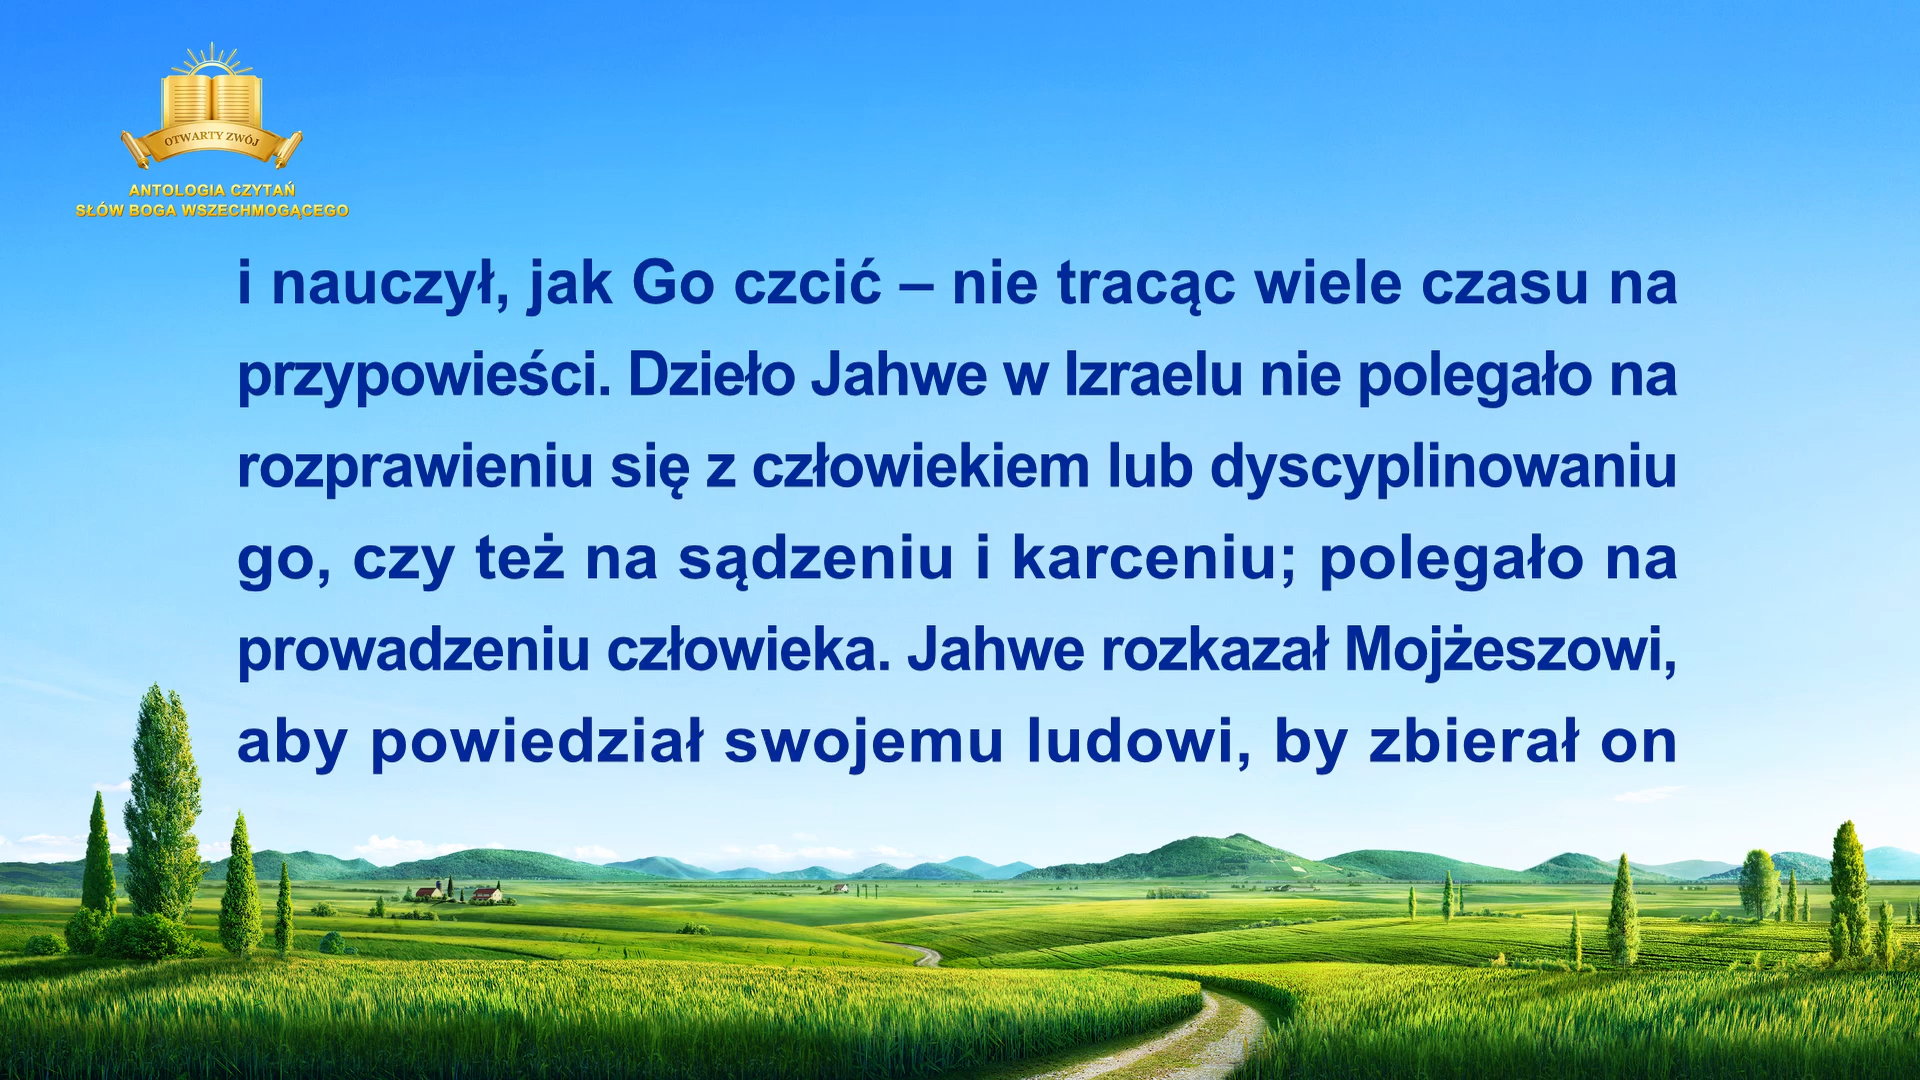 OTWARTY ZWÓJ
ANTOLOGIA CZYTAŃ
SŁÓW BOGA WSZECHMOGĄCEGO
i nauczył, jak Go czcić – nie tracąc wiele czasu na
przypowieści. Dzieło Jahwe w Izraelu nie polegało na
rozprawieniu się z człowiekiem lub dyscyplinowaniu
go, czy też na sądzeniu i karceniu; polegało na
prowadzeniu człowieka. Jahwe rozkazał Mojżeszowi,
aby powiedział swojemu ludowi, by zbierał on